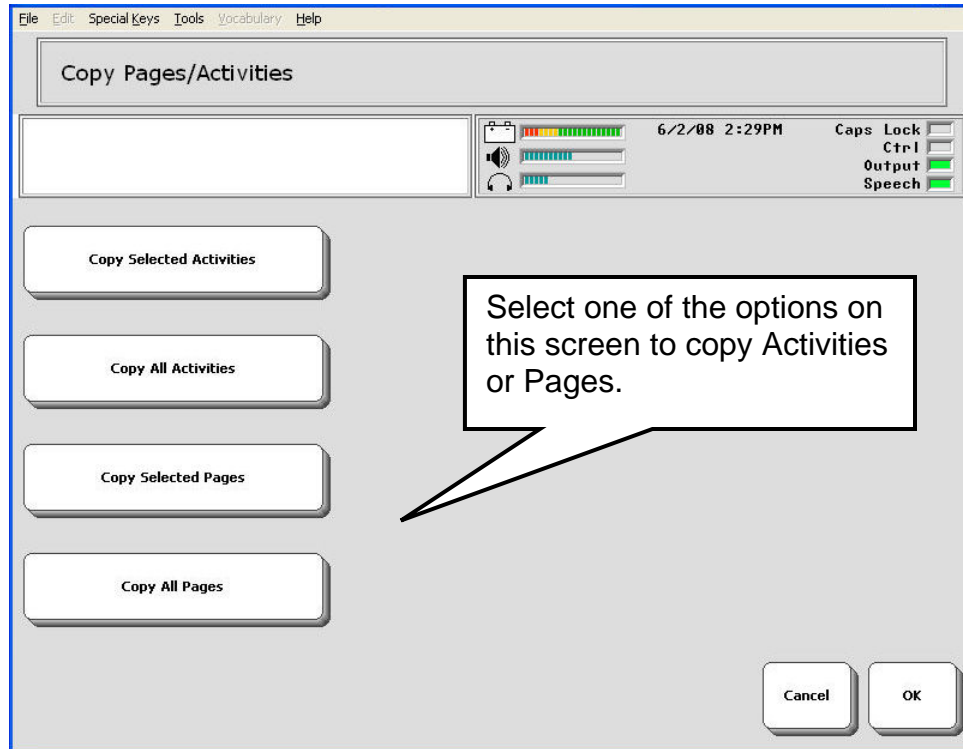 File Edit Special Keys Tools Vocabulary Help
Copy Pages/Activities
6/2/08 2:29PM
Caps Lock
Ctrl
Output
Speech
Copy Selected Activities
Copy All Activities
Copy Selected Pages
Copy All Pages
Select one of the options on
this screen to copy Activities
or Pages.
Cancel
OK